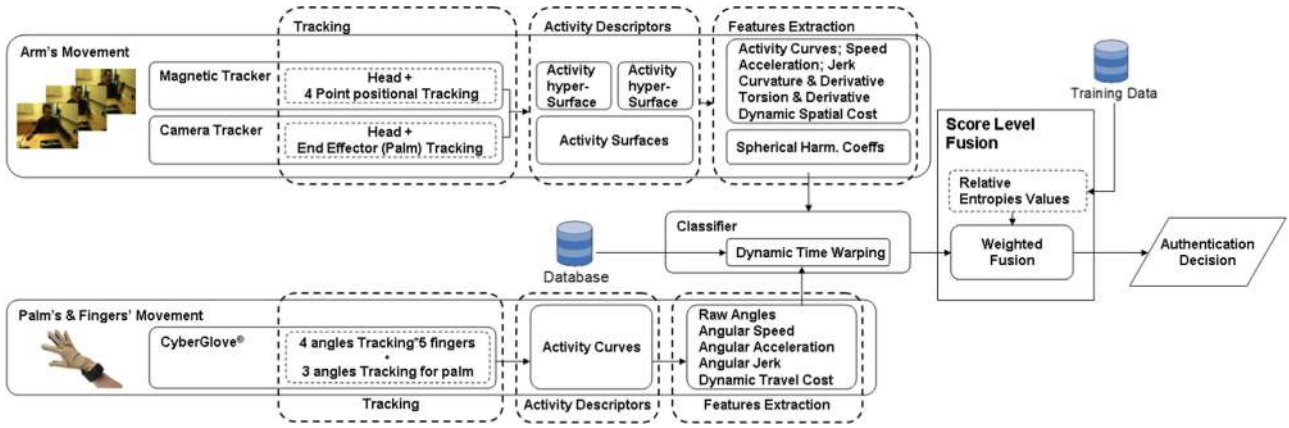 Tracking
Activity Descriptors
Features Extraction
Arm's Movement
Magnetic Tracker
Head +
4 Point positional Tracking
Camera Tracker
Head +
End Effector (Palm) Tracking
Activity
hyper-
Surface
Activity
hyper-
Surface
Activity Surfaces
Activity Curves; Speed
Acceleration; Jerk
Curvature & Derivative
Torsion & Derivative
Dynamic Spatial Cost
Spherical Harm. Coeffs
Training Data
Score Level
Fusion
Relative
Entropies Values
Weighted
Fusion
Authentication
Decision
Classifier
Dynamic Time Warping
Database
Palm's & Fingers' Movement
CyberGlove®
4 angles Tracking*5 fingers
+
3 angles Tracking for palm
Activity Curves
Raw Angles
Angular Speed
Angular Acceleration
Angular Jerk
Dynamic Travel Cost
Tracking
Activity Descriptors
Features Extraction